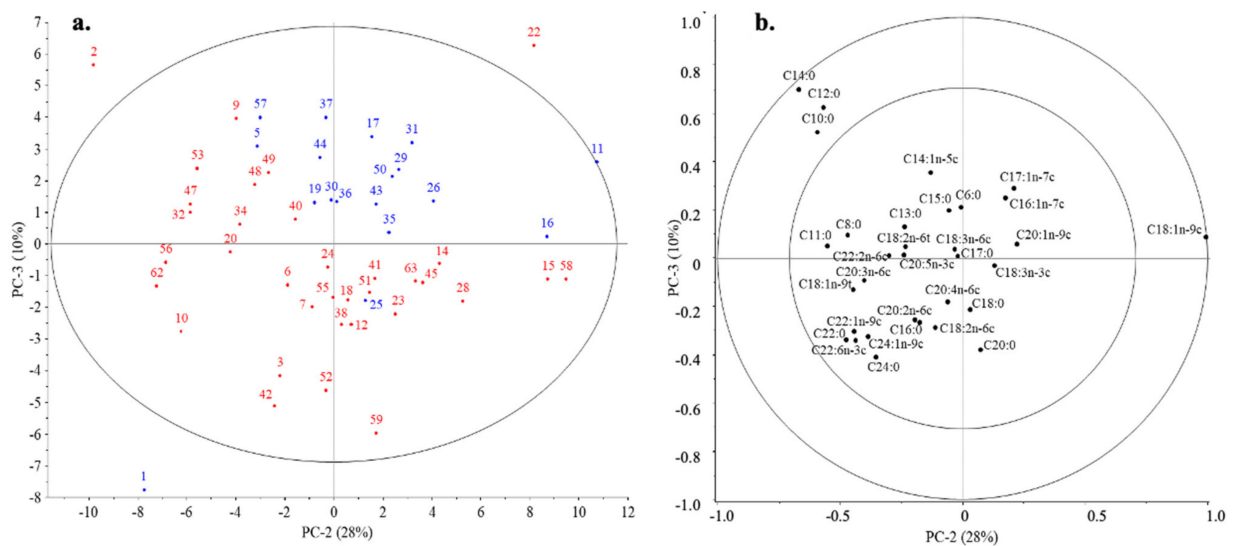 a.
7
6
5
4
3
2
1
0
-1
-2
-3
-4
-5
-6
-7
-8
PC-3 (10%)
-10 -8 -6 -4 -2 0 2 4 6 8 10 12
PC-2 (28%)
22
2
9 57 37
17 31
5
44
11
53 49 50 29
48
47 19 30 36 43 26
32
34 40
35 16
20
24 14
56
62 6 41 63 45 15 58
55 18 51 28
7 25 23
10 38 12
3
52
42
59
1
b.
1.0
0.8
0.6
0.4
0.2
0
-0.2
-0.4
-0.6
-0.8
-1.0
PC-3 (10%)
-1.0 -0.5 0 0.5 1.0
PC-2 (28%)
C14:0
C12:0
C10:0
C14:1n-5c
C17:1n-7c
C15:0 C6:0 C16:1n-7c
C13:0
C8:0 C20:1n-9c C18:1n-9c
C11:0 C18:2n-6t C18:3n-6c
C22:2n-6c C17:0
C20:3n-6c C20:5n-3c C18:3n-3c
C18:1n-9t C20:4n-6c
C18:0
C20:2n-6c
C22:1n-9c C16:0 C18:2n-6c
C22:0 C24:1n-9c C20:0
C22:6n-3c
C24:0